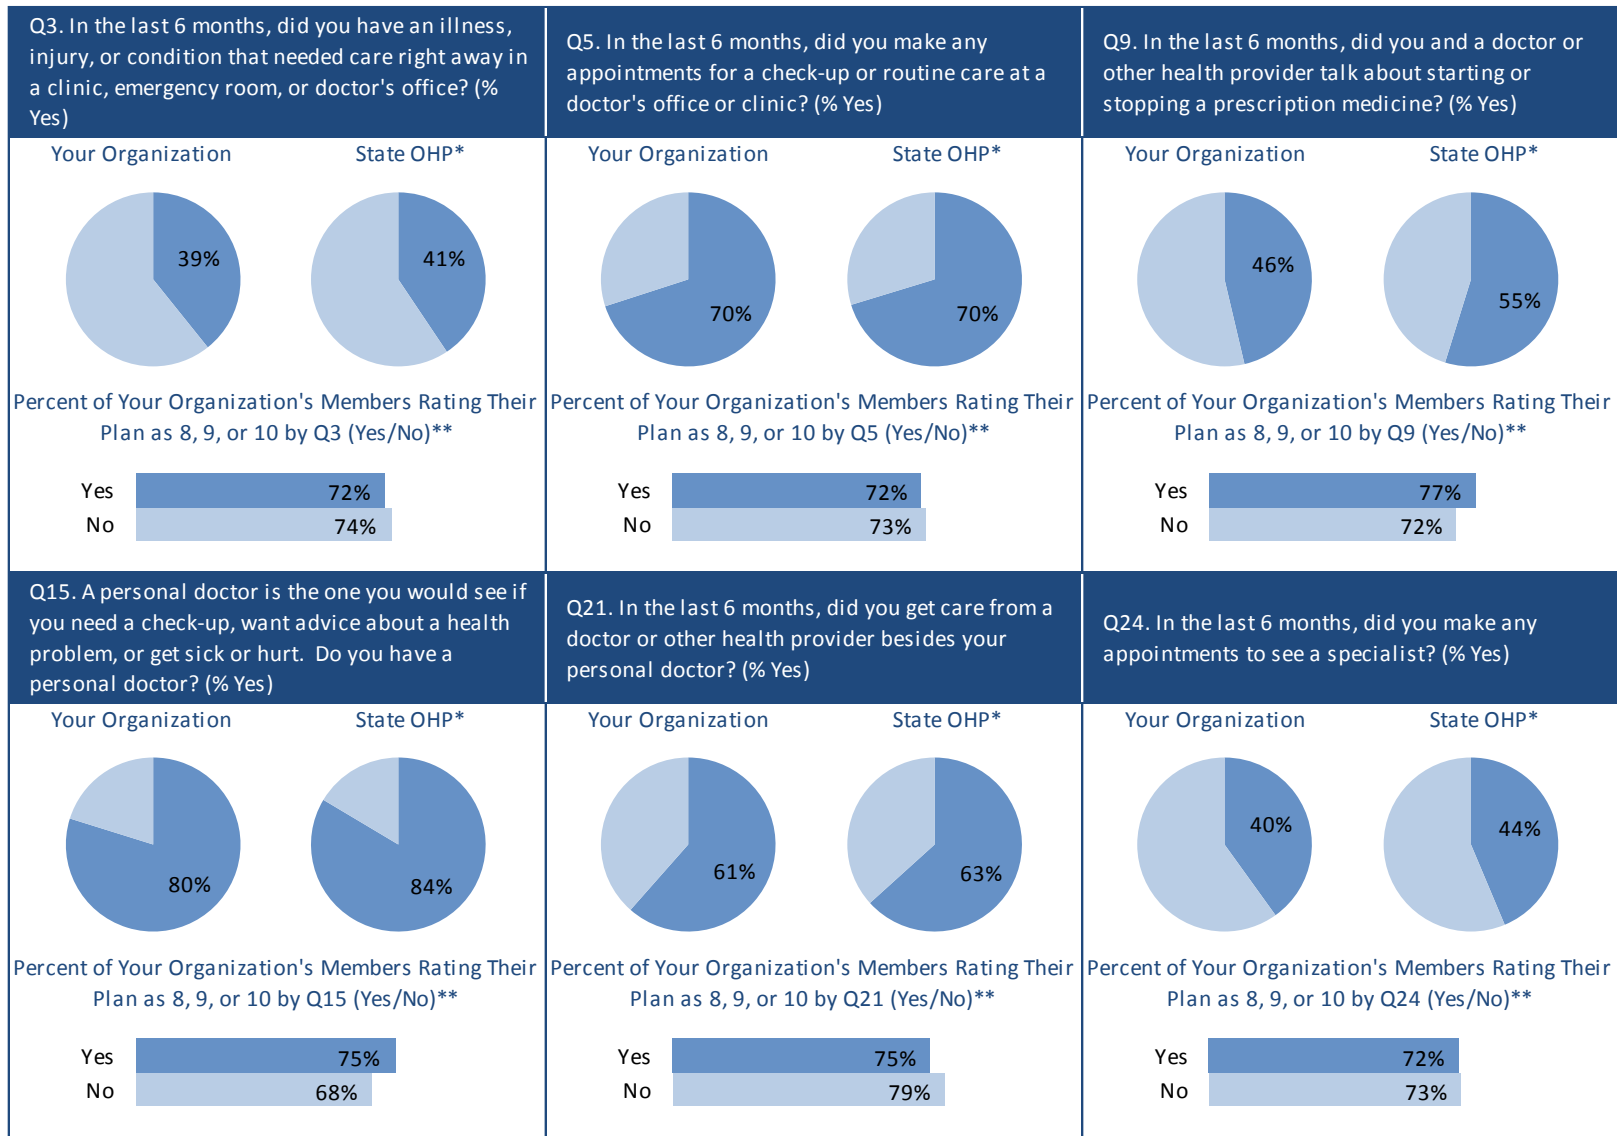 Q3. In the last 6 months, did you have an illness,
injury, or condition that needed care right away in
a clinic, emergency room, or doctor's office? (%
Yes)
Q5. In the last 6 months, did you make any
appointments for a check-up or routine care at a
doctor's office or clinic? (% Yes)
Q9. In the last 6 months, did you and a doctor or
other health provider talk about starting or
stopping a prescription medicine? (% Yes)
Your Organization
State OHP*
39%
41%
Percent of Your Organization's Members Rating Their
Plan as 8, 9, or 10 by Q3 (Yes/No)**
Yes
72%
No
74%
Your Organization
State OHP*
70%
70%
Percent of Your Organization's Members Rating Their
Plan as 8, 9, or 10 by Q5 (Yes/No)**
Yes
72%
No
73%
Your Organization
State OHP*
46%
55%
Percent of Your Organization's Members Rating Their
Plan as 8, 9, or 10 by Q9 (Yes/No)**
Yes
77%
No
72%
Q15. A personal doctor is the one you would see if
you need a check-up, want advice about a health
problem, or get sick or hurt.  Do you have a
personal doctor? (% Yes)
Q21. In the last 6 months, did you get care from a
doctor or other health provider besides your
personal doctor? (% Yes)
Q24. In the last 6 months, did you make any
appointments to see a specialist? (% Yes)
Your Organization
State OHP*
80%
84%
Percent of Your Organization's Members Rating Their
Plan as 8, 9, or 10 by Q15 (Yes/No)**
Yes
75%
No
68%
Your Organization
State OHP*
61%
63%
Percent of Your Organization's Members Rating Their
Plan as 8, 9, or 10 by Q21 (Yes/No)**
Yes
75%
No
79%
Your Organization
State OHP*
40%
44%
Percent of Your Organization's Members Rating Their
Plan as 8, 9, or 10 by Q24 (Yes/No)**
Yes
72%
No
73%